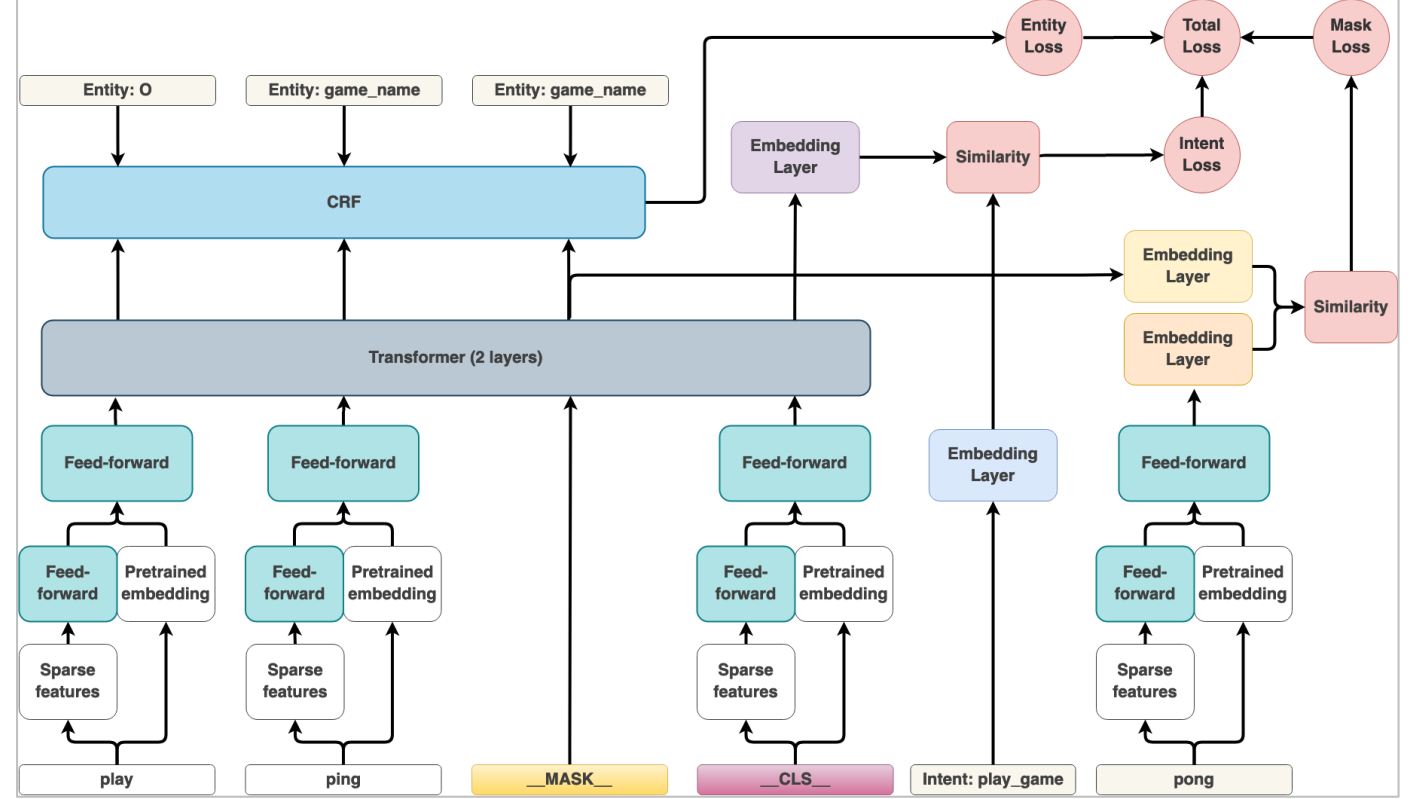 Entity
Loss
Total
Loss
Mask
Loss
Entity: O
Entity: game_name
Entity: game_name
Embedding
Layer
Similarity
Intent
Loss
CRF
Embedding
Layer
Similarity
Embedding
Layer
Transformer (2 layers)
Feed-forward
Feed-forward
Feed-forward
Embedding
Layer
Feed-forward
Feed-
forward
Pretrained
embedding
Feed-
forward
Pretrained
embedding
Feed-
forward
Pretrained
embedding
Feed-
forward
Pretrained
embedding
Sparse
features
Sparse
features
Sparse
features
Sparse
features
play
ping
__MASK__
__CLS__
Intent: play_game
pong